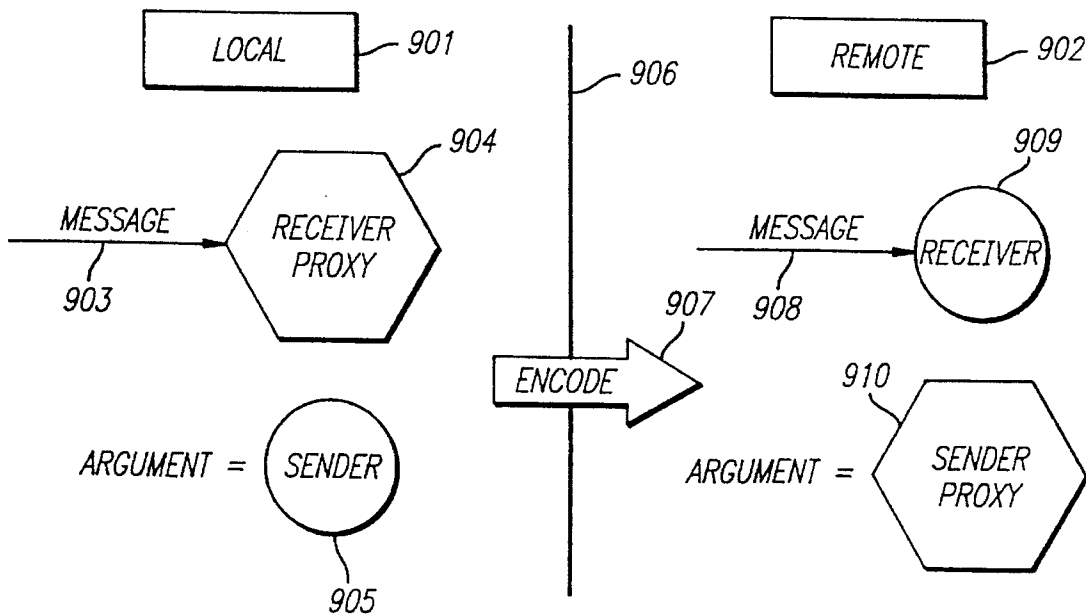 LOCAL
901
906
REMOTE
902
904
MESSAGE
903
RECEIVER
PROXY
909
MESSAGE
908
RECEIVER
907
ENCODE
ARGUMENT =
SENDER
905
910
ARGUMENT =
SENDER
PROXY